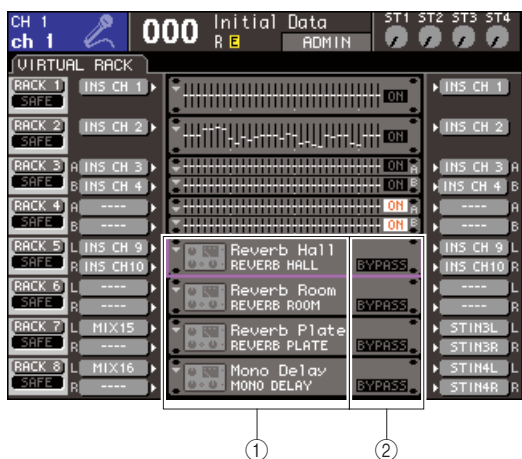 CH 1 000 Initial Data ST1 ST2 ST3 ST4
ch 1 R E ADMIN
VIRTUAL RACK
RACK 1 INS CH 1 ON INS CH 1
SAFE
RACK 2 INS CH 2 ON INS CH 2
SAFE
RACK 3 A INS CH 3 ON A INS CH 3 A
SAFE B INS CH 4 ON B INS CH 4 B
RACK 4 A ---- ON A ---- A
SAFE B ---- ON B ---- B
RACK 5 L INS CH 9 Reverb Hall INS CH 9 L
SAFE R INS CH10 REVERB HALL BYPASS INS CH10 R
RACK 6 L ---- Reverb Room ---- L
SAFE R ---- REVERB ROOM BYPASS ---- R
RACK 7 L MIX15 Reverb Plate STIN3L L
SAFE R ---- REVERB PLATE BYPASS STIN3R R
RACK 8 L MIX16 Mono Delay STIN4L L
SAFE R ---- MONO DELAY BYPASS STIN4R R
① ②